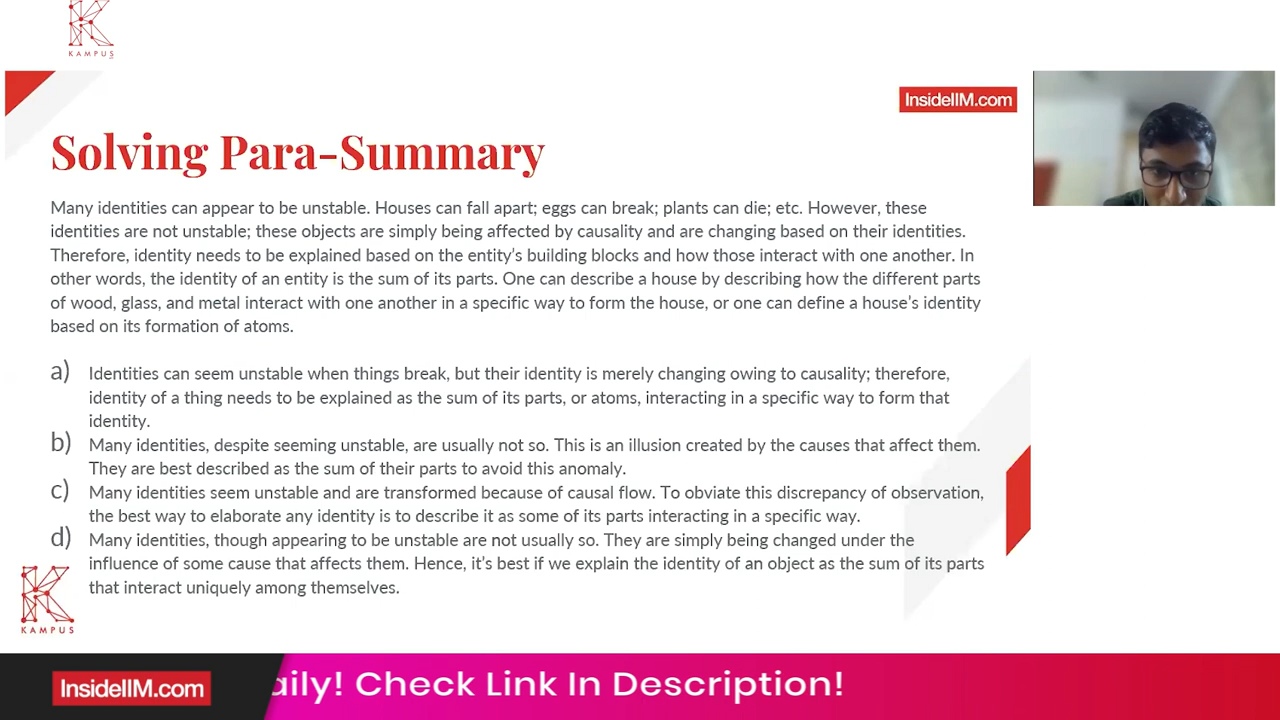 KAMPUS
InsideIIM.com
Solving Para-Summary
Many identities can appear to be unstable. Houses can fall apart; eggs can break; plants can die; etc. However, these
identities are not unstable; these objects are simply being affected by causality and are changing based on their identities.
Therefore, identity needs to be explained based on the entity's building blocks and how those interact with one another. In
other words, the identity of an entity is the sum of its parts. One can describe a house by describing how the different parts
of wood, glass, and metal interact with one another in a specific way to form the house, or one can define a house's identity
based on its formation of atoms.
a) Identities can seem unstable when things break, but their identity is merely changing owing to causality; therefore,
identity of a thing needs to be explained as the sum of its parts, or atoms, interacting in a specific way to form that
identity.
b) Many identities, despite seeming unstable, are usually not so. This is an illusion created by the causes that affect them.
They are best described as the sum of their parts to avoid this anomaly.
c) Many identities seem unstable and are transformed because of causal flow. To obviate this discrepancy of observation,
the best way to elaborate any identity is to describe it as some of its parts interacting in a specific way.
d) Many identities, though appearing to be unstable are not usually so. They are simply being changed under the
influence of some cause that affects them. Hence, it's best if we explain the identity of an object as the sum of its parts
that interact uniquely among themselves.
KAMPUS
InsideIIM.com
aily! Check Link In Description!